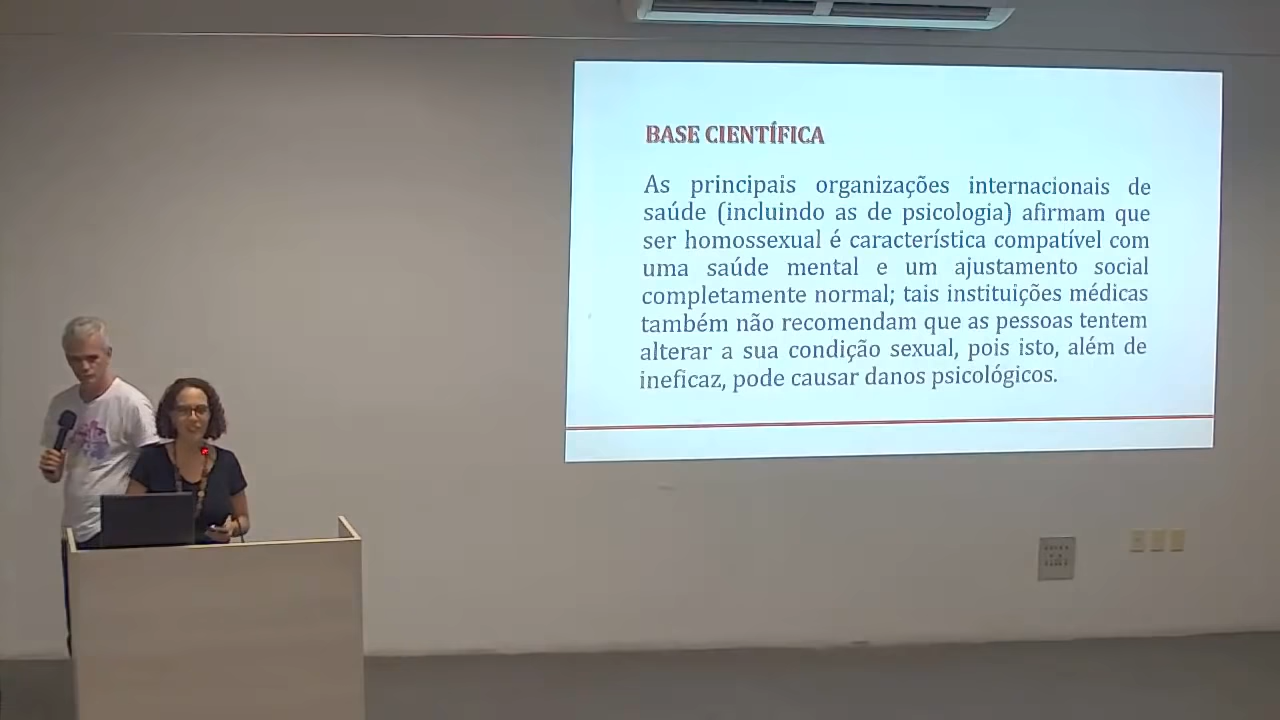 BASE CIENTÍFICA
As principais organizações internacionais de
saúde (incluindo as de psicologia) afirmam que
ser homossexual é característica compatível com
uma saúde mental e um ajustamento social
completamente normal; tais instituições médicas
também não recomendam que as pessoas tentem
alterar a sua condição sexual, pois isto, além de
ineficaz, pode causar danos psicológicos.